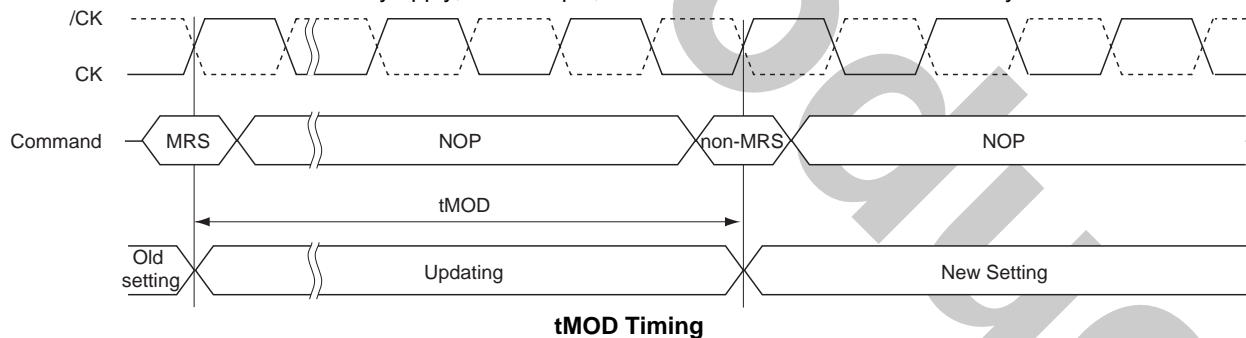 /CK
CK
Command
MRS
NOP
non-MRS
NOP
tMOD
Old
setting
Updating
New Setting
tMOD Timing